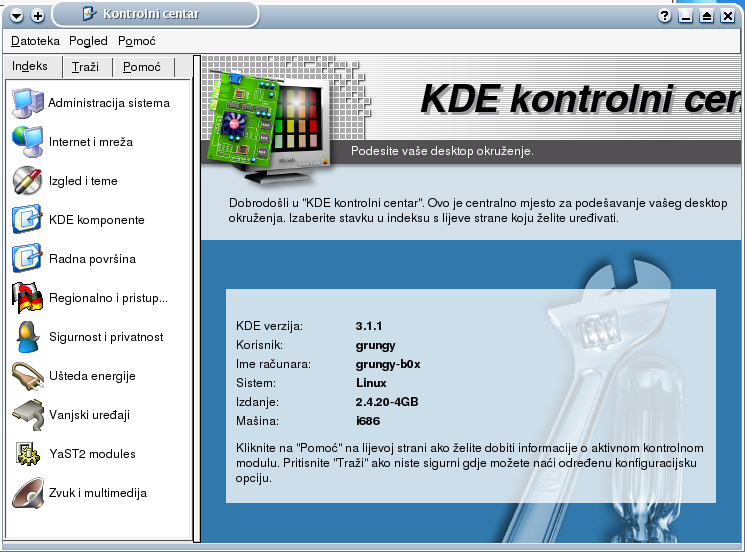 Kontrolni centar
Datoteka Pogled Pomoć
Indeks Traži Pomoć
Administracija sistema
Internet i mreža
Izgled i teme
KDE komponente
Radna površina
Regionalno i pristup...
Sigurnost i privatnost
Ušteda energije
Vanjski uređaji
YaST2 modules
Zvuk i multimedija
KDE kontrolni cen
Podesite vaše desktop okruženje.
Dobrodošli u "KDE kontrolni centar". Ovo je centralno mjesto za podešavanje vašeg desktop
okruženja. Izaberite stavku u indeksu s lijeve strane koju želite uređivati.
KDE verzija: 3.1.1
Korisnik: grungy
Ime računara: grungy-b0x
Sistem: Linux
Izdanje: 2.4.20-4GB
Mašina: i686
Kliknite na "Pomoć" na lijevoj strani ako želite dobiti informacije o aktivnom kontrolnom
modulu. Pritisnite "Traži" ako niste sigurni gdje možete naći određenu konfiguracijsku
opciju.